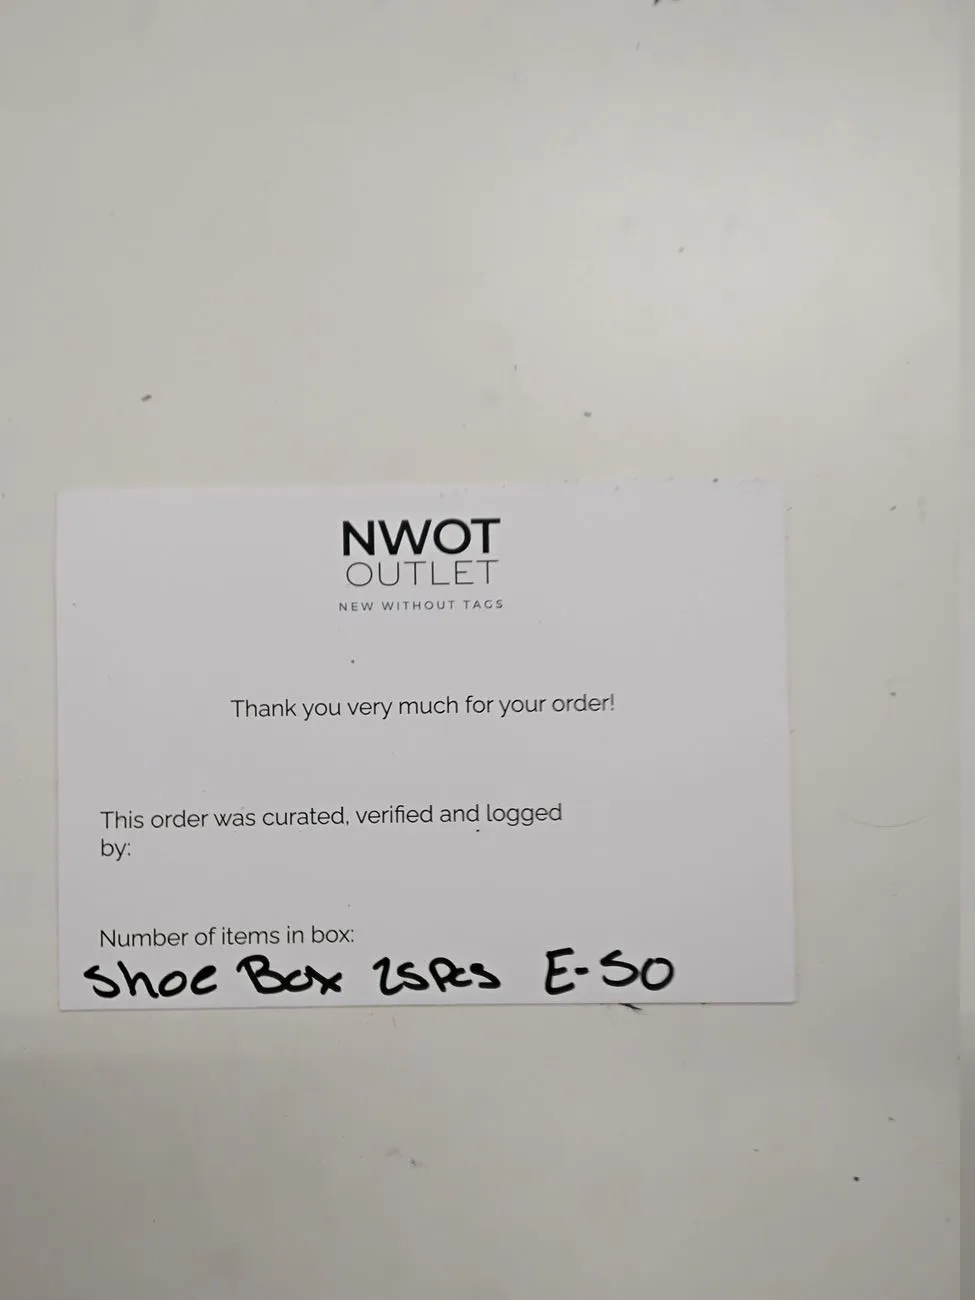 NWOT
OUTLET
NEW WITHOUT TAGS
Thank you very much for your order!
This order was curated, verified and logged
by:
Number of items in box:
Shoe Box 25Pcs E-50